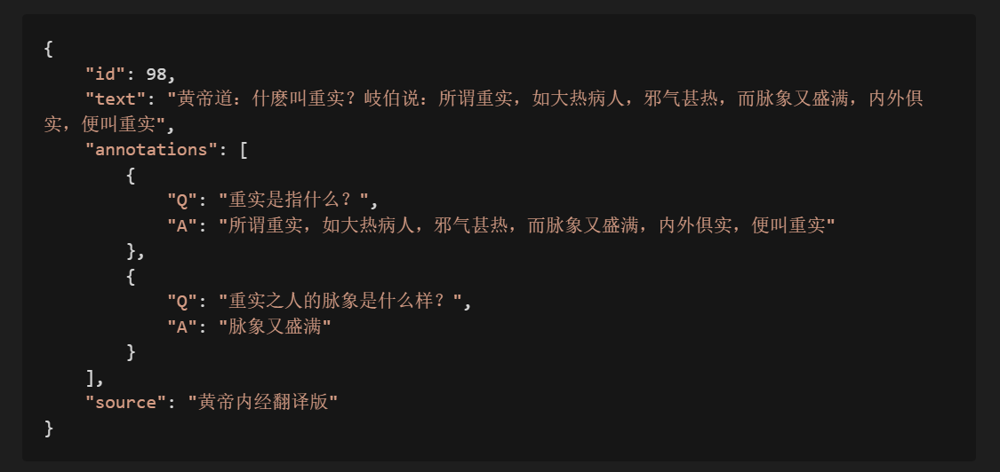 {
    "id": 98,
    "text": "黄帝道：什麽叫重实？岐伯说：所谓重实，如大热病人，邪气甚热，而脉象又盛满，内外俱
实，便叫重实",
    "annotations": [
        {
            "Q": "重实是指什么？",
            "A": "所谓重实，如大热病人，邪气甚热，而脉象又盛满，内外俱实，便叫重实"
        },
        {
            "Q": "重实之人的脉象是什么样？",
            "A": "脉象又盛满"
        }
    ],
    "source": "黄帝内经翻译版"
}